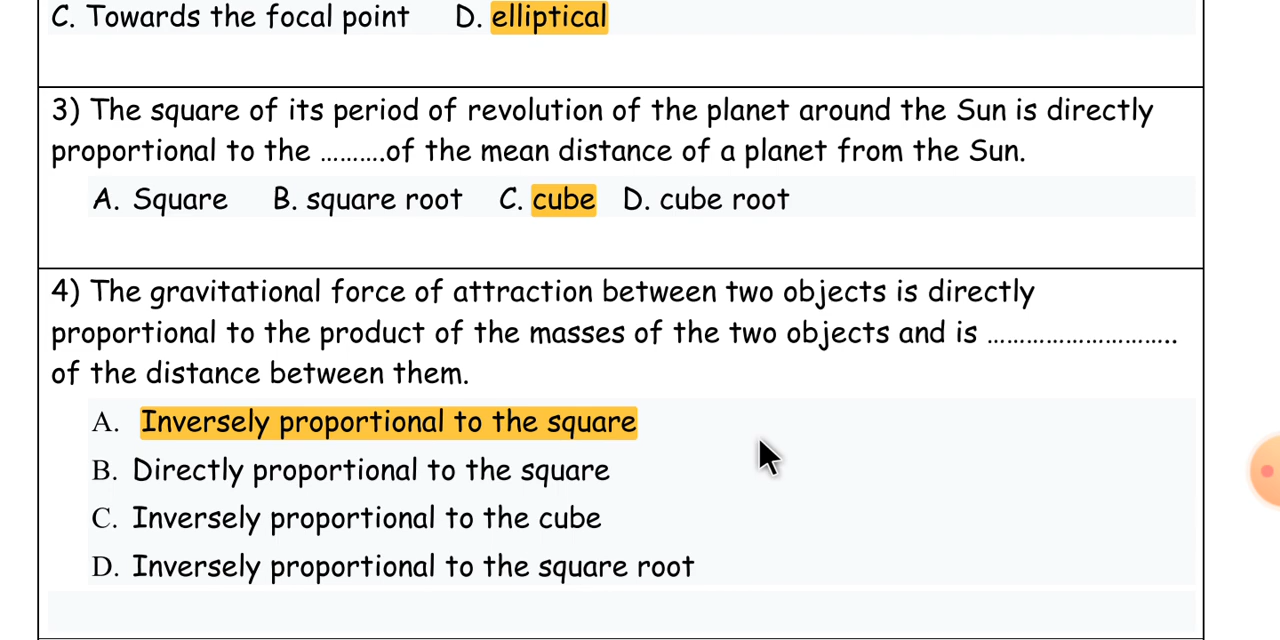 C. Towards the focal point D. elliptical
3) The square of its period of revolution of the planet around the Sun is directly
proportional to the ..........of the mean distance of a planet from the Sun.
A. Square B. square root C. cube D. cube root
4) The gravitational force of attraction between two objects is directly
proportional to the product of the masses of the two objects and is .............................
of the distance between them.
A. Inversely proportional to the square
B. Directly proportional to the square
C. Inversely proportional to the cube
D. Inversely proportional to the square root